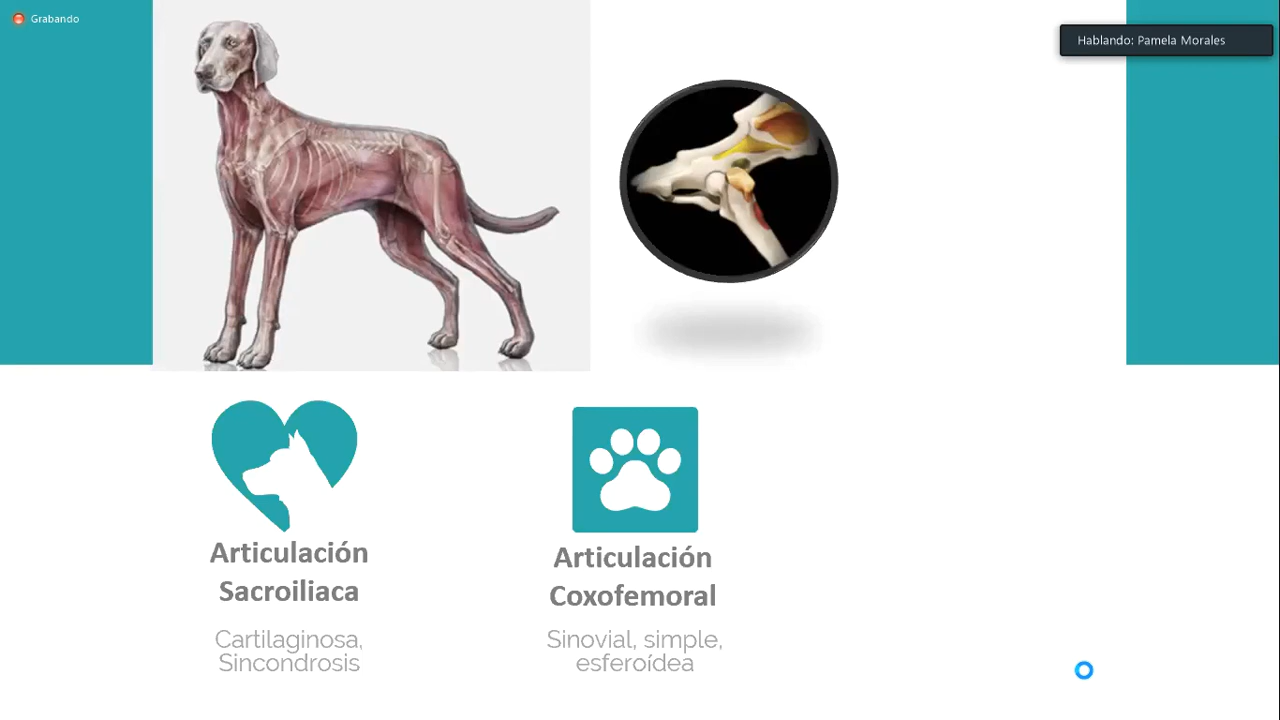 Grabando
Hablando: Pamela Morales
Articulación
Sacroiliaca
Cartilaginosa,
Sincondrosis
Articulación
Coxofemoral
Sinovial, simple,
esferoídea